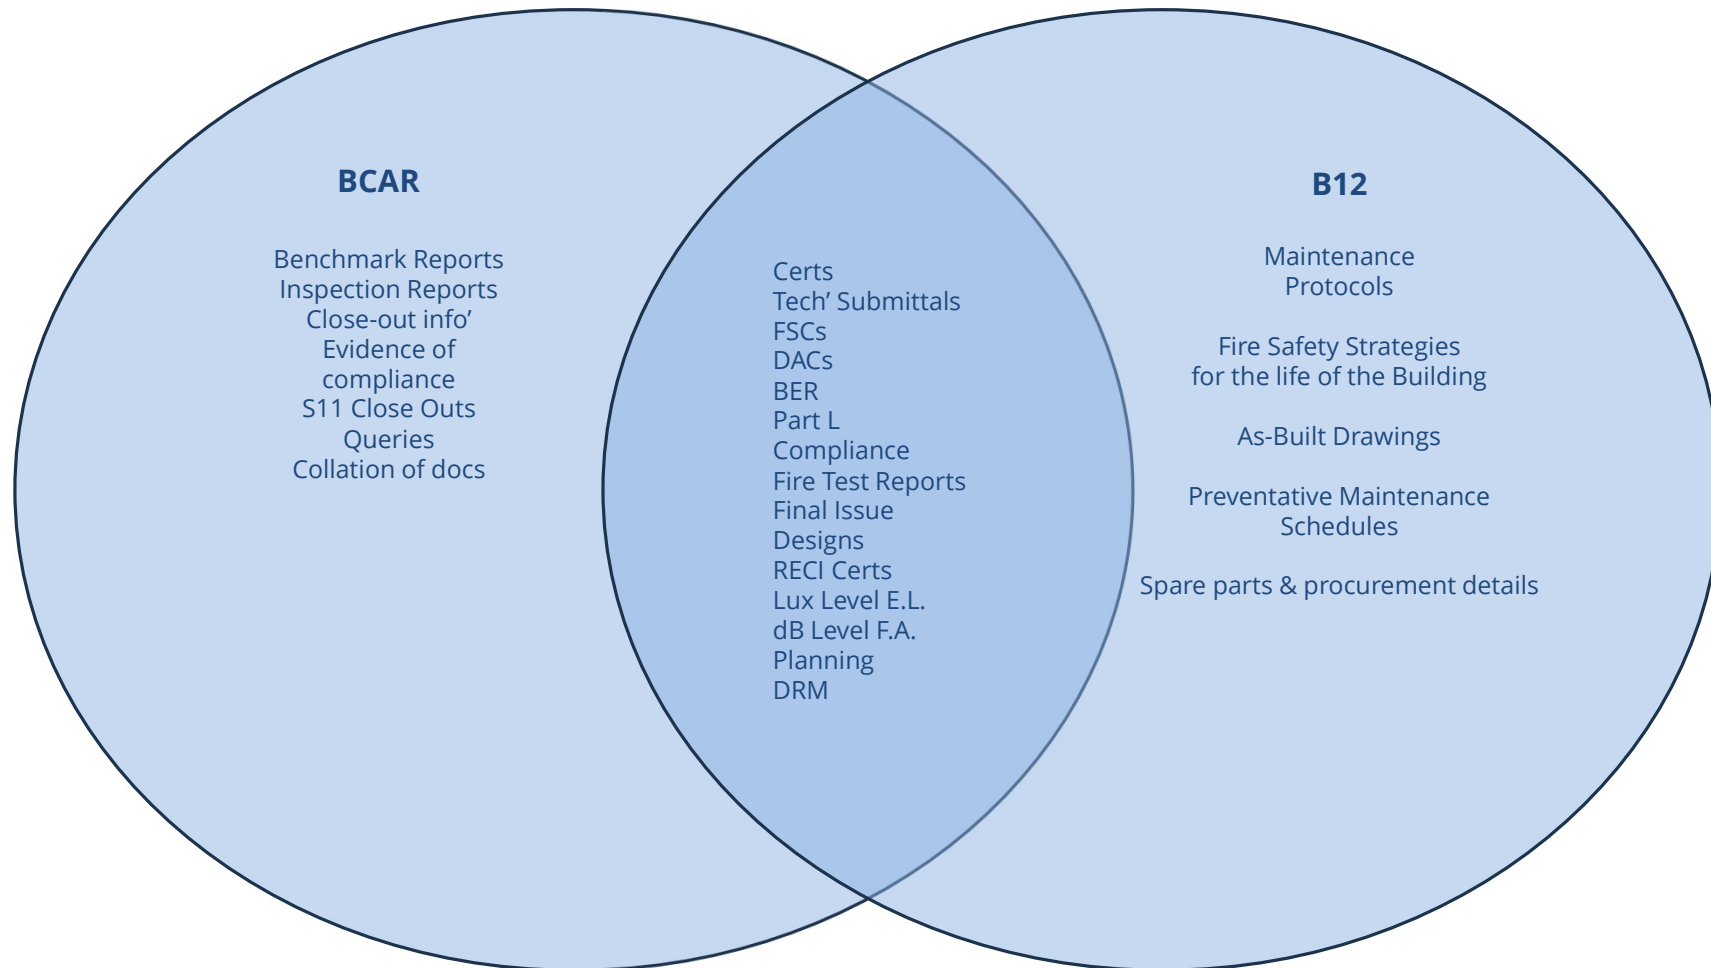 BCAR
Benchmark Reports
Inspection Reports
Close-out info’
Evidence of
compliance
S11 Close Outs
Queries
Collation of docs
Certs
Tech’ Submittals
FSCs
DACs
BER
Part L
Compliance
Fire Test Reports
Final Issue
Designs
RECI Certs
Lux Level E.L.
dB Level F.A.
Planning
DRM
B12
Maintenance
Protocols
Fire Safety Strategies
for the life of the Building
As-Built Drawings
Preventative Maintenance
Schedules
Spare parts & procurement details